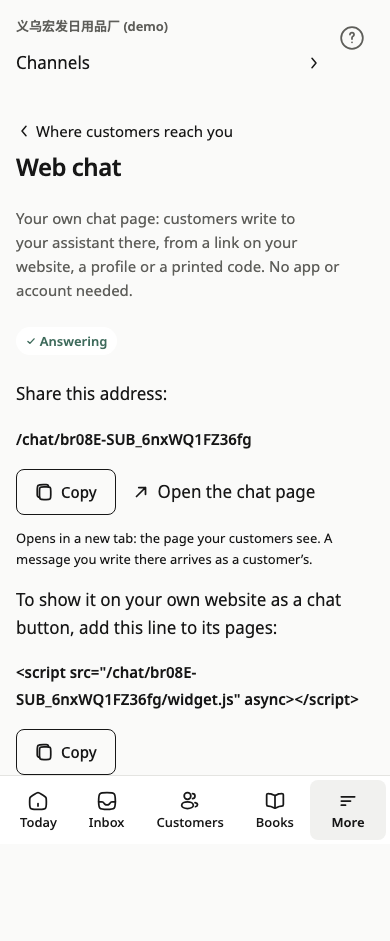 义乌宏发日用品厂 (demo)
Channels
Where customers reach you
Web chat
Your own chat page: customers write to
your assistant there, from a link on your
website, a profile or a printed code. No app or
account needed.
Answering
Share this address:
/chat/br08E-SUB_6nxWQ1FZ36fg
Copy
Open the chat page
Opens in a new tab: the page your customers see. A
message you write there arrives as a customer’s.
To show it on your own website as a chat
button, add this line to its pages:
<script src="/chat/br08E-
SUB_6nxWQ1FZ36fg/widget.js" async></script>
Copy
Today
Inbox
Customers
Books
More